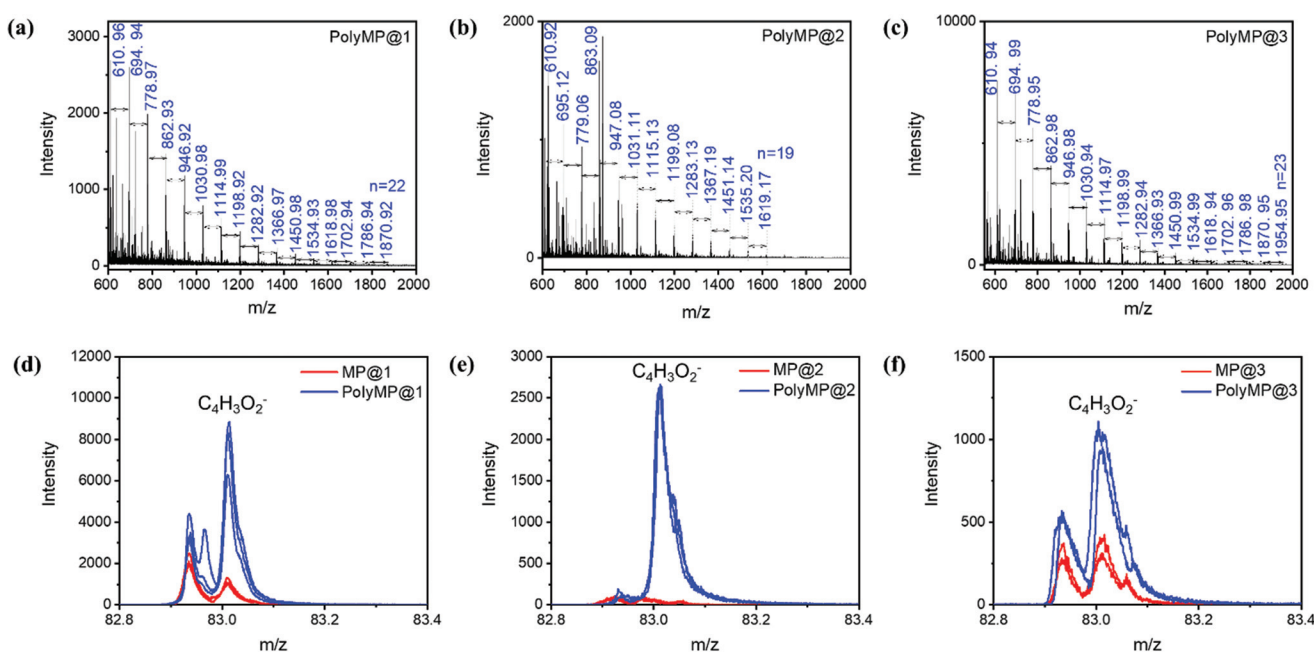 (a)
PolyMP@1
610. 96
694. 94
778.97
862.93
946.92
1030.98
1114.99
1198.92
1282.92
1366.97
1450.98
1534.93
1618.98
1702.94
1786.94
1870.92
n=22
Intensity
3000
2000
1000
0
600 800 1000 1200 1400 1600 1800 2000
m/z
(b)
PolyMP@2
610.92
695.12
779.06
863.09
947.08
1031.11
1115.13
1199.08
1283.13
1367.19
1451.14
1535.20
1619.17
n=19
Intensity
2000
0
600 800 1000 1200 1400 1600 1800 2000
m/z
(c)
PolyMP@3
610. 94
694. 99
778.95
862.98
946.98
1030.94
1114.97
1198.99
1282.94
1366.93
1450.99
1534.99
1618. 94
1702. 96
1786. 98
1870. 95
1954.95
n=23
Intensity
10000
0
600 800 1000 1200 1400 1600 1800 2000
m/z
(d)
MP@1
PolyMP@1
C₄H₃O₂⁻
Intensity
12000
10000
8000
6000
4000
2000
0
82.8 83.0 83.2 83.4
m/z
(e)
MP@2
PolyMP@2
C₄H₃O₂⁻
Intensity
3000
2500
2000
1500
1000
500
0
82.8 83.0 83.2 83.4
m/z
(f)
MP@3
PolyMP@3
C₄H₃O₂⁻
Intensity
1500
1000
500
0
82.8 83.0 83.2 83.4
m/z